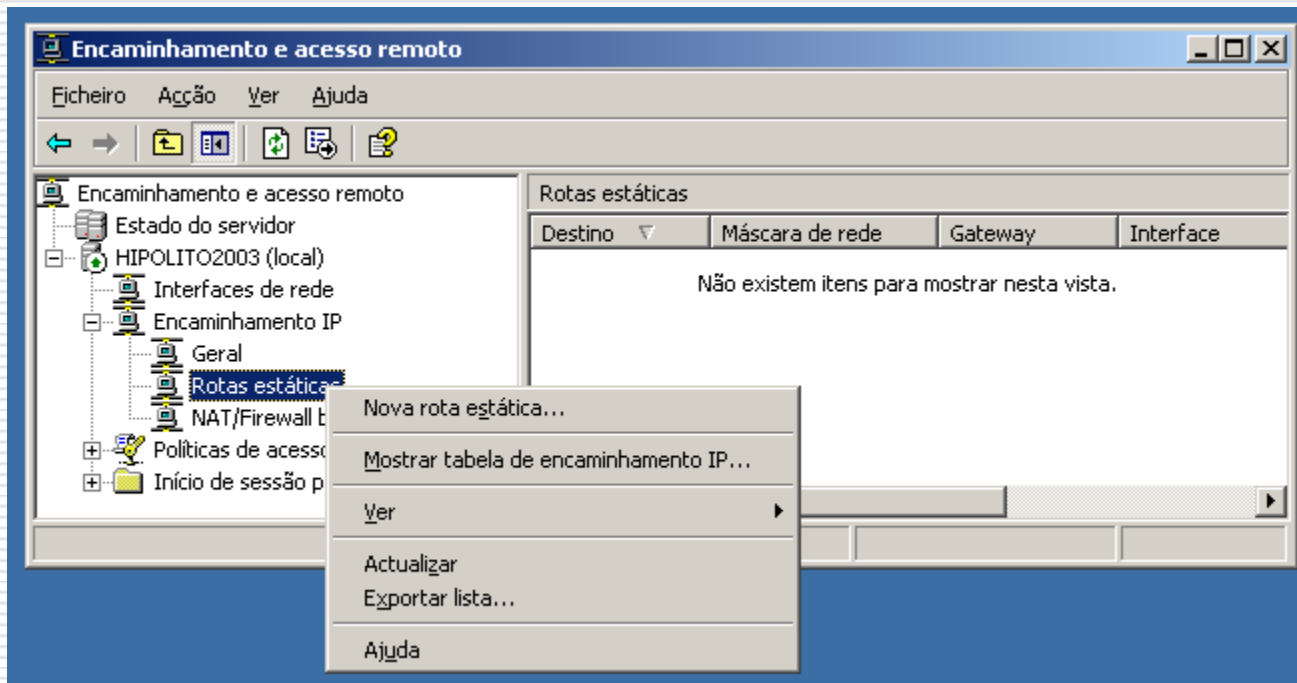 Encaminhamento e acesso remoto
Ficheiro Acção Ver Ajuda
Encaminhamento e acesso remoto
Estado do servidor
HIPOLITO2003 (local)
Interfaces de rede
Encaminhamento IP
Geral
Rotas estáticas
NAT/Firewall
Políticas de acesso
Início de sessão
Rotas estáticas
Destino Máscara de rede Gateway Interface
Não existem itens para mostrar nesta vista.
Nova rota estática...
Mostrar tabela de encaminhamento IP...
Ver
Actualizar
Exportar lista...
Ajuda